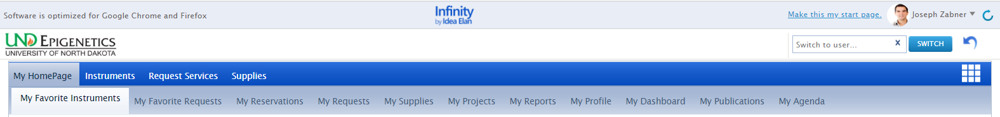 Software is optimized for Google Chrome and Firefox
Infinity
by Idea Elan
Make this my start page.
Joseph Zabner
UND EPIGENETICS
UNIVERSITY OF NORTH DAKOTA
Switch to user...
x
SWITCH
My HomePage Instruments Request Services Supplies
My Favorite Instruments My Favorite Requests My Reservations My Requests My Supplies My Projects My Reports My Profile My Dashboard My Publications My Agenda